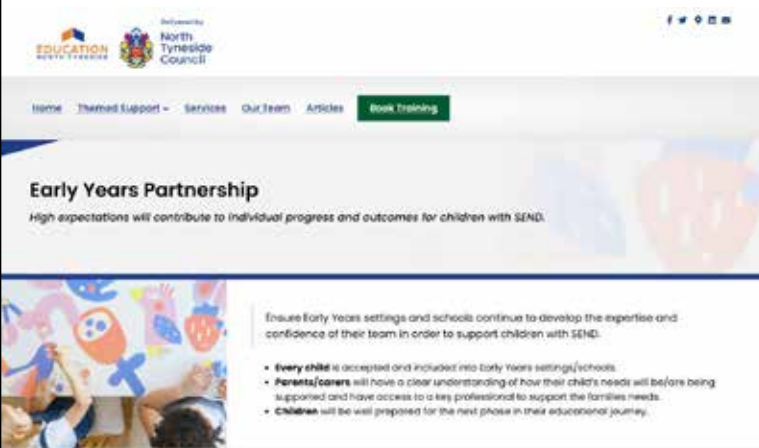 Delivered by
EDUCATION
NORTH TYNESIDE
North
Tyneside
Council
Home Themed Support Services Our Team Articles Book Training
Early Years Partnership
High expectations will contribute to individual progress and outcomes for children with SEND.
Ensure Early Years settings and schools continue to develop the expertise and
confidence of their team in order to support children with SEND.
• Every child is accepted and included into Early Years settings/schools.
• Parents/carers will have a clear understanding of how their child's needs will be/are being
supported and have access to a key professional to support the families needs.
• Children will be well prepared for the next phase in their educational journey.